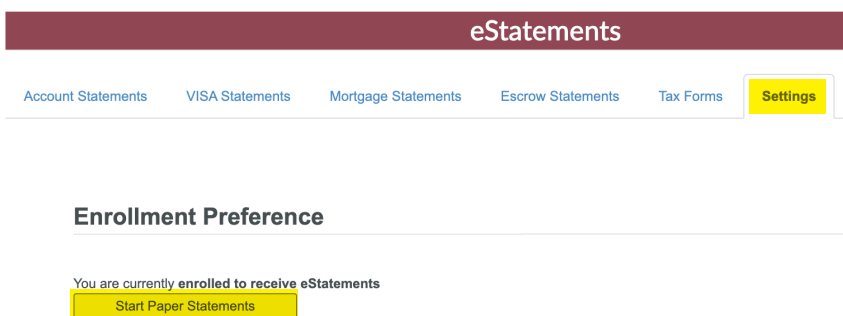 eStatements
Account Statements VISA Statements Mortgage Statements Escrow Statements Tax Forms Settings
Enrollment Preference
You are currently enrolled to receive eStatements
Start Paper Statements